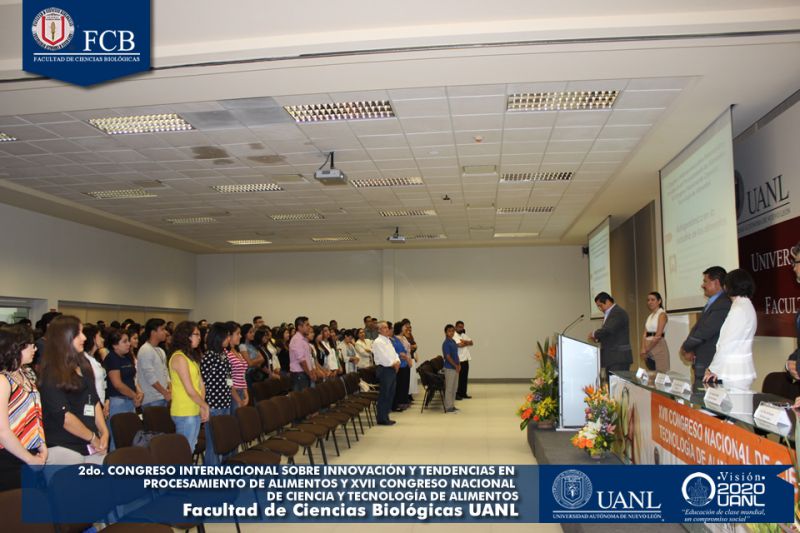 FCB
FACULTAD DE CIENCIAS BIOLÓGICAS
UANL
UNIVERS
FACUL
XVII CONGRESO NACIONAL DE
TECNOLOGÍA DE ALIM
2do. CONGRESO INTERNACIONAL SOBRE INNOVACIÓN Y TENDENCIAS EN
PROCESAMIENTO DE ALIMENTOS Y XVII CONGRESO NACIONAL
DE CIENCIA Y TECNOLOGÍA DE ALIMENTOS
Facultad de Ciencias Biológicas UANL
UANL
UNIVERSIDAD AUTÓNOMA DE NUEVO LEÓN
Visión
2020
UANL
"Educación de clase mundial,
un compromiso social"